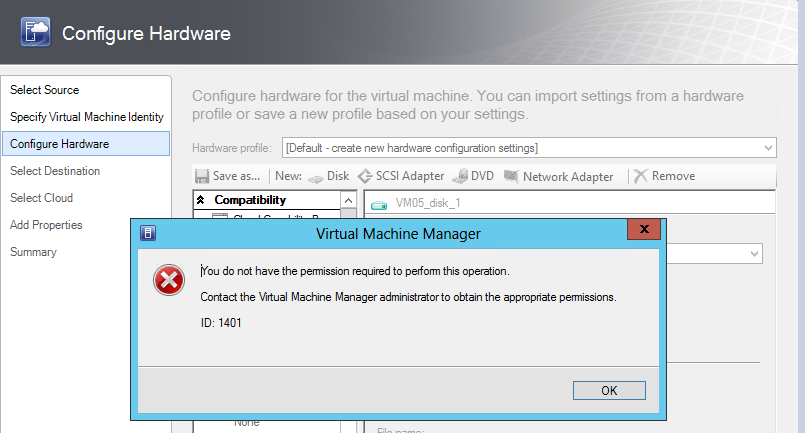 Configure Hardware
Select Source
Specify Virtual Machine Identity
Configure Hardware
Select Destination
Select Cloud
Add Properties
Summary
Configure hardware for the virtual machine. You can import settings from a hardware
profile or save a new profile based on your settings.
Hardware profile: [Default - create new hardware configuration settings]
Save as... New: Disk SCSI Adapter DVD Network Adapter Remove
Compatibility
VM05_disk_1
Virtual Machine Manager
x
You do not have the permission required to perform this operation.
Contact the Virtual Machine Manager administrator to obtain the appropriate permissions.
ID: 1401
OK
None
File name: